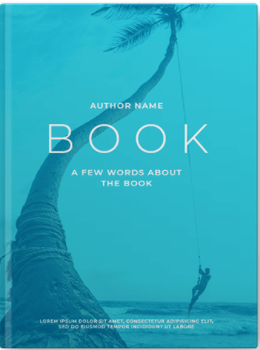 AUTHOR NAME
BOOK
A FEW WORDS ABOUT
THE BOOK
LOREM IPSUM DOLOR SIT AMET, CONSECTETUR ADIPISICING ELIT,
SED DO EIUSMOD TEMPOR INCIDIDUNT UT LABORE